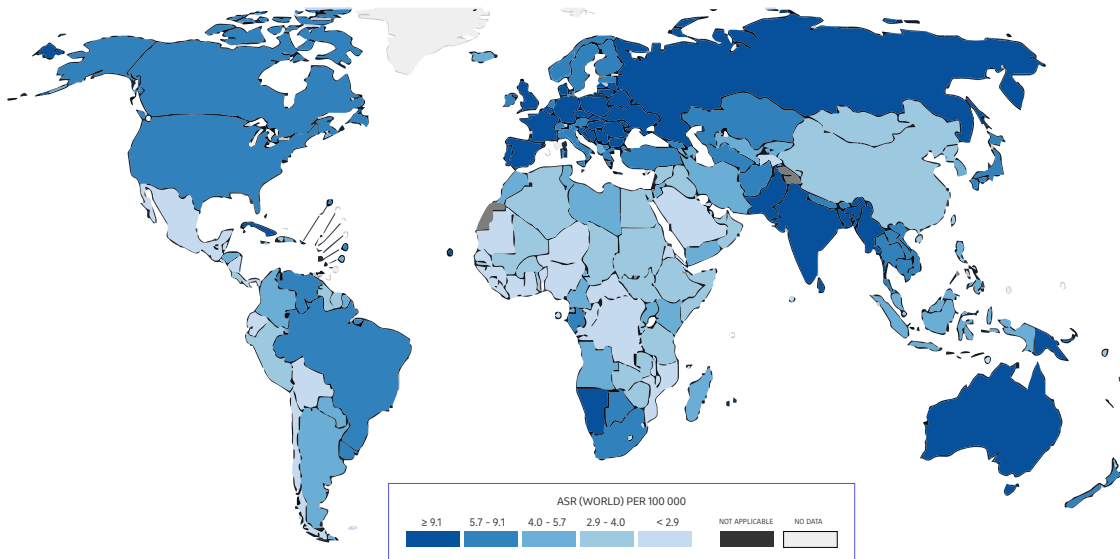 ASR (WORLD) PER 100 000
≥ 9.1 5.7 - 9.1 4.0 - 5.7 2.9 - 4.0 < 2.9 NOT APPLICABLE NO DATA